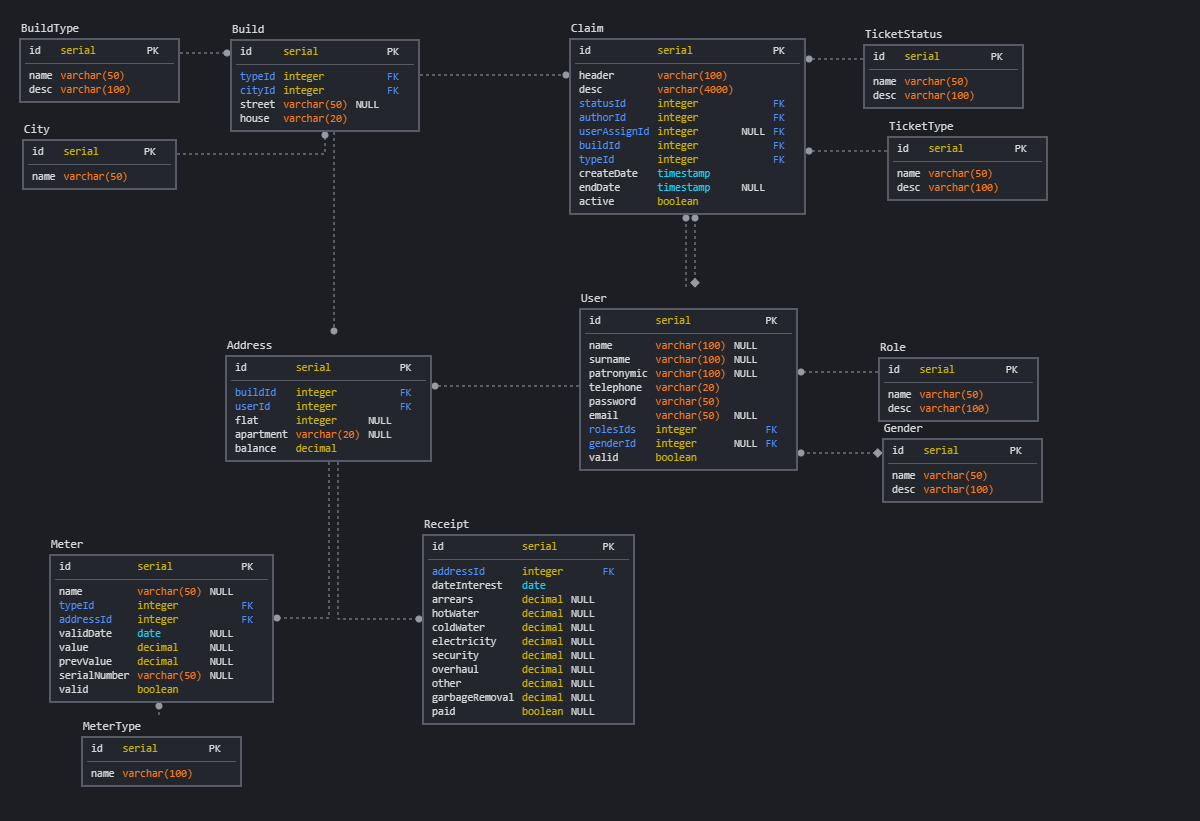 BuildType
id serial PK
name varchar(50)
desc varchar(100)
Build
id serial PK
typeId integer FK
cityId integer FK
street varchar(50) NULL
house varchar(20)
City
id serial PK
name varchar(50)
Claim
id serial PK
header varchar(100)
desc varchar(4000)
statusId integer FK
authorId integer FK
userAssignId integer NULL FK
buildId integer FK
typeId integer FK
createDate timestamp
endDate timestamp NULL
active boolean
TicketStatus
id serial PK
name varchar(50)
desc varchar(100)
TicketType
id serial PK
name varchar(50)
desc varchar(100)
User
id serial PK
name varchar(100) NULL
surname varchar(100) NULL
patronymic varchar(100) NULL
telephone varchar(20)
password varchar(50)
email varchar(50) NULL
rolesIds integer FK
genderId integer NULL FK
valid boolean
Role
id serial PK
name varchar(50)
desc varchar(100)
Gender
id serial PK
name varchar(50)
desc varchar(100)
Address
id serial PK
buildId integer FK
userId integer FK
flat integer NULL
apartment varchar(20) NULL
balance decimal
Meter
id serial PK
name varchar(50) NULL
typeId integer FK
addressId integer FK
validDate date NULL
value decimal NULL
prevValue decimal NULL
serialNumber varchar(50) NULL
valid boolean
Receipt
id serial PK
addressId integer FK
dateInterest date
arrears decimal NULL
hotWater decimal NULL
coldWater decimal NULL
electricity decimal NULL
security decimal NULL
overhaul decimal NULL
other decimal NULL
garbageRemoval decimal NULL
paid boolean NULL
MeterType
id serial PK
name varchar(100)